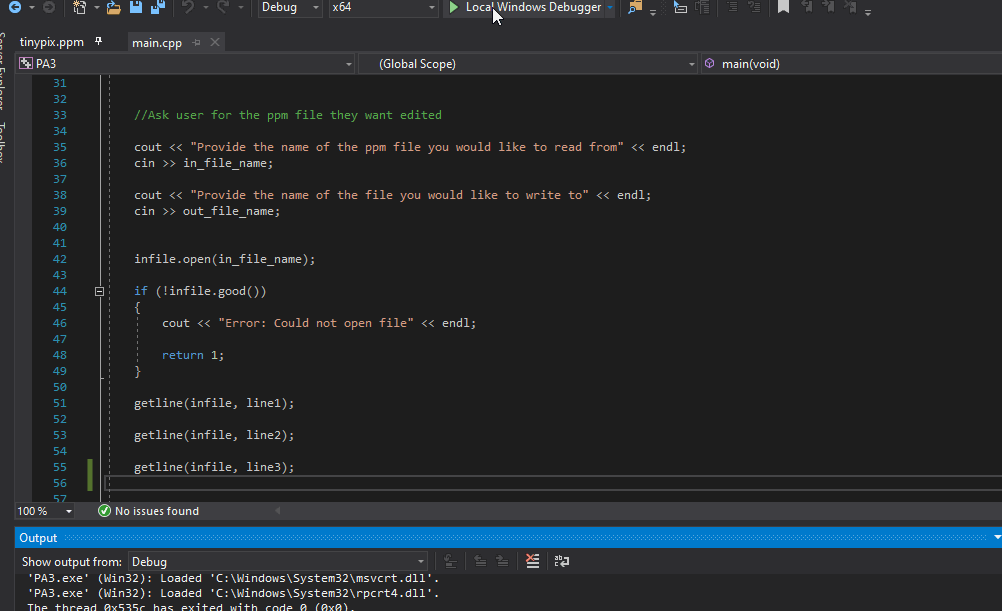 Debug x64 Local Windows Debugger
tinypix.ppm main.cpp
PA3 (Global Scope) main(void)
31
32
33 //Ask user for the ppm file they want edited
34
35 cout << "Provide the name of the ppm file you would like to read from" << endl;
36 cin >> in_file_name;
37
38 cout << "Provide the name of the file you would like to write to" << endl;
39 cin >> out_file_name;
40
41
42 infile.open(in_file_name);
43
44 if (!infile.good())
45 {
46 cout << "Error: Could not open file" << endl;
47
48 return 1;
49 }
50
51 getline(infile, line1);
52
53 getline(infile, line2);
54
55 getline(infile, line3);
56
57
100 % No issues found
Output
Show output from: Debug
'PA3.exe' (Win32): Loaded 'C:\Windows\System32\msvcrt.dll'.
'PA3.exe' (Win32): Loaded 'C:\Windows\System32\rpcrt4.dll'.
The thread 0x535c has exited with code 0 (0x0).